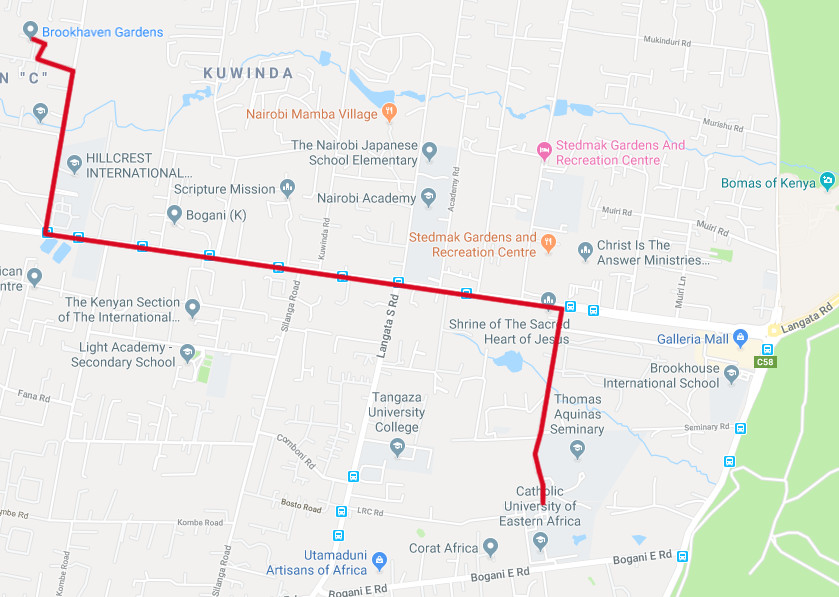 Brookhaven Gardens
N "C"
KUWINDA
Mukinduri Rd
Nairobi Mamba Village
Murishu Rd
The Nairobi Japanese
School Elementary
Stedmak Gardens And
Recreation Centre
HILLCREST
INTERNATIONAL...
Scripture Mission
Nairobi Academy
Academy Rd
Bomas of Kenya
Bogani (K)
Kuwinda Rd
Muiri Rd
Muiri Rd
Stedmak Gardens and
Recreation Centre
Christ Is The
Answer Ministries...
ican
entre
Silanga Road
Muiri Ln
The Kenyan Section
of The International...
Langata S Rd
Shrine of The Sacred
Heart of Jesus
Langata Rd
Galleria Mall
C58
Light Academy -
Secondary School
Brookhouse
International School
Fana Rd
Tangaza
University
College
Thomas
Aquinas
Seminary
Seminary Rd
Comboni Rd
Catholic
University of
Eastern Africa
Bosto Road
LRC Rd
Kombe Rd
Kombe Road
Silanga Road
Utamaduni
Artisans of Africa
Corat Africa
Bogani E Rd
Bogani E Rd
Bogani E Rd